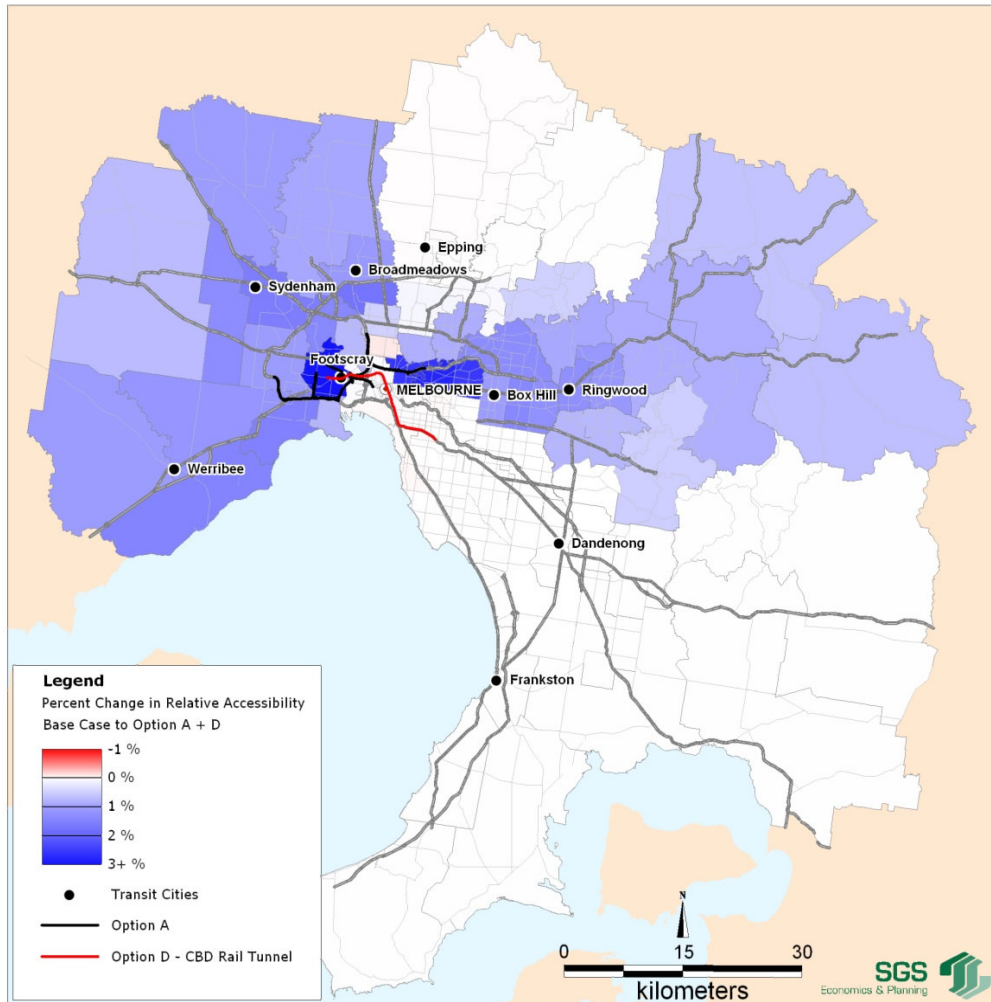 Epping
Broadmeadows
Sydenham
Footscray
MELBOURNE
Box Hill
Ringwood
Werribee
Dandenong
Frankston
Legend
Percent Change in Relative Accessibility
Base Case to Option A + D
-1 %
0 %
1 %
2 %
3+ %
Transit Cities
Option A
Option D - CBD Rail Tunnel
N
0 15 30
kilometers
SGS
Economics & Planning